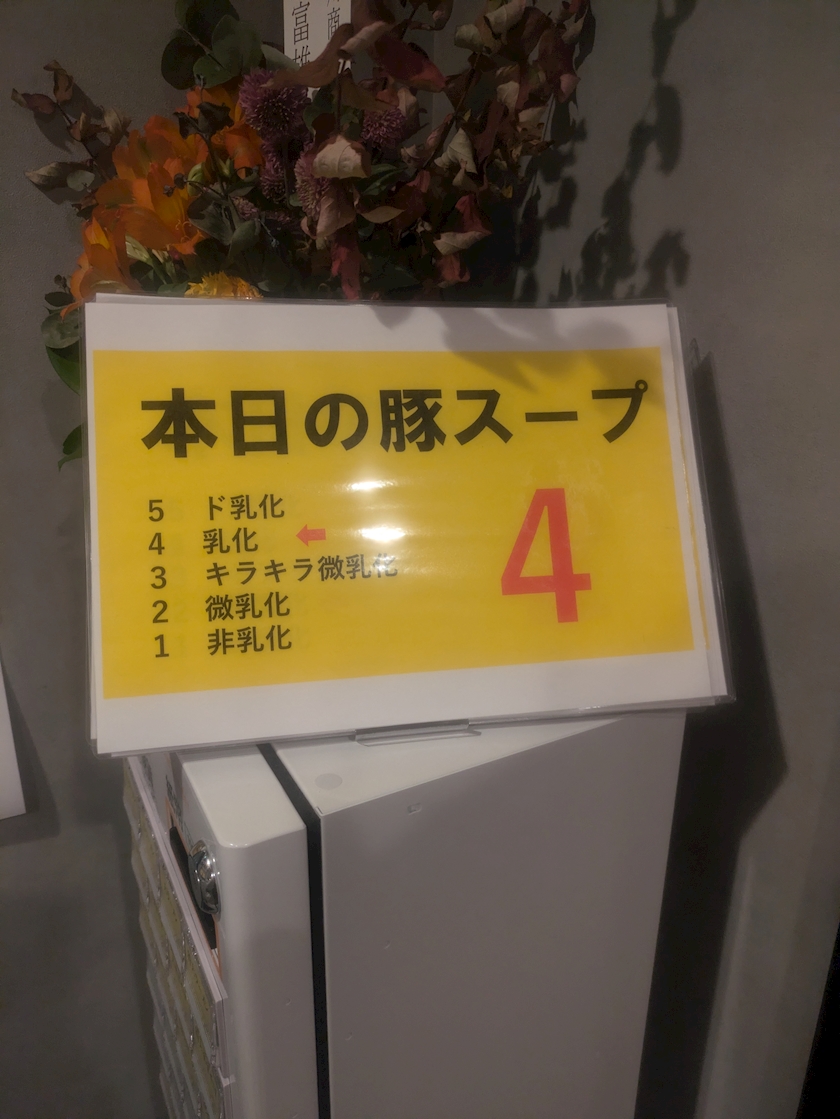 本日の豚スープ
5 ド乳化
4 乳化 ←
3 キラキラ微乳化
2 微乳化
1 非乳化
4